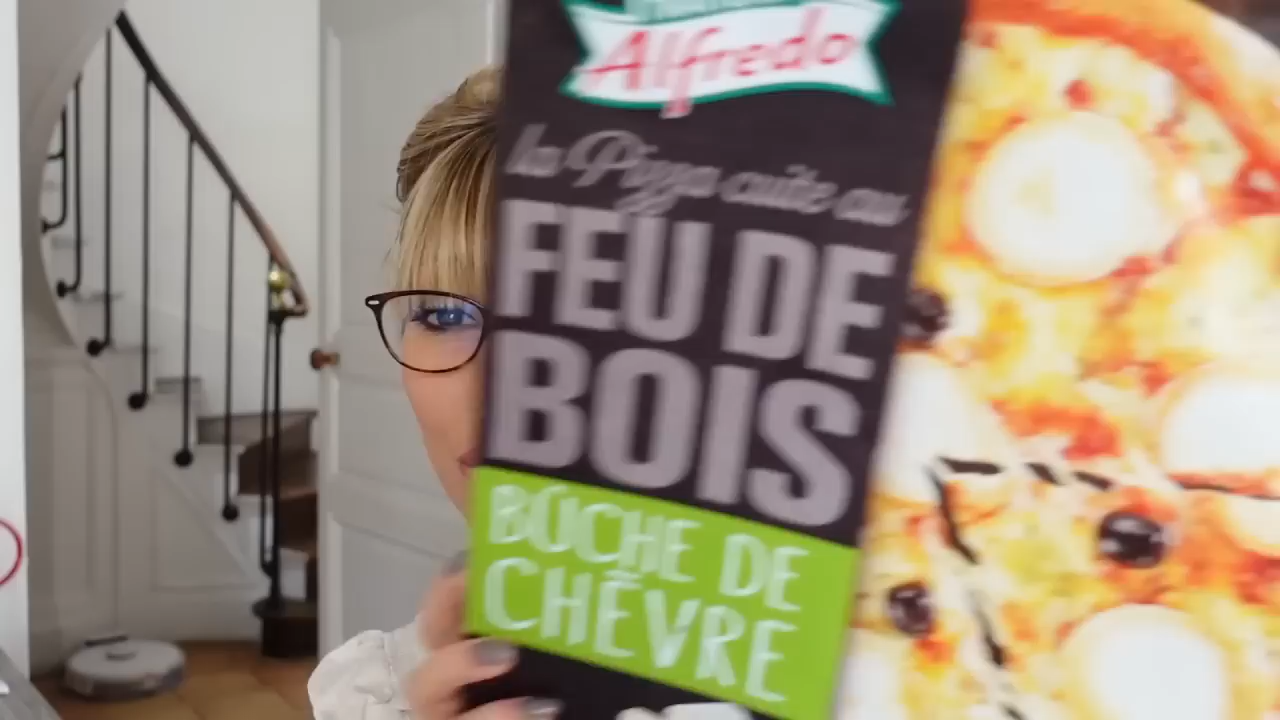 Alfredo
la Pizza cuite au
FEU DE
BOIS
BÛCHE DE
CHÈVRE